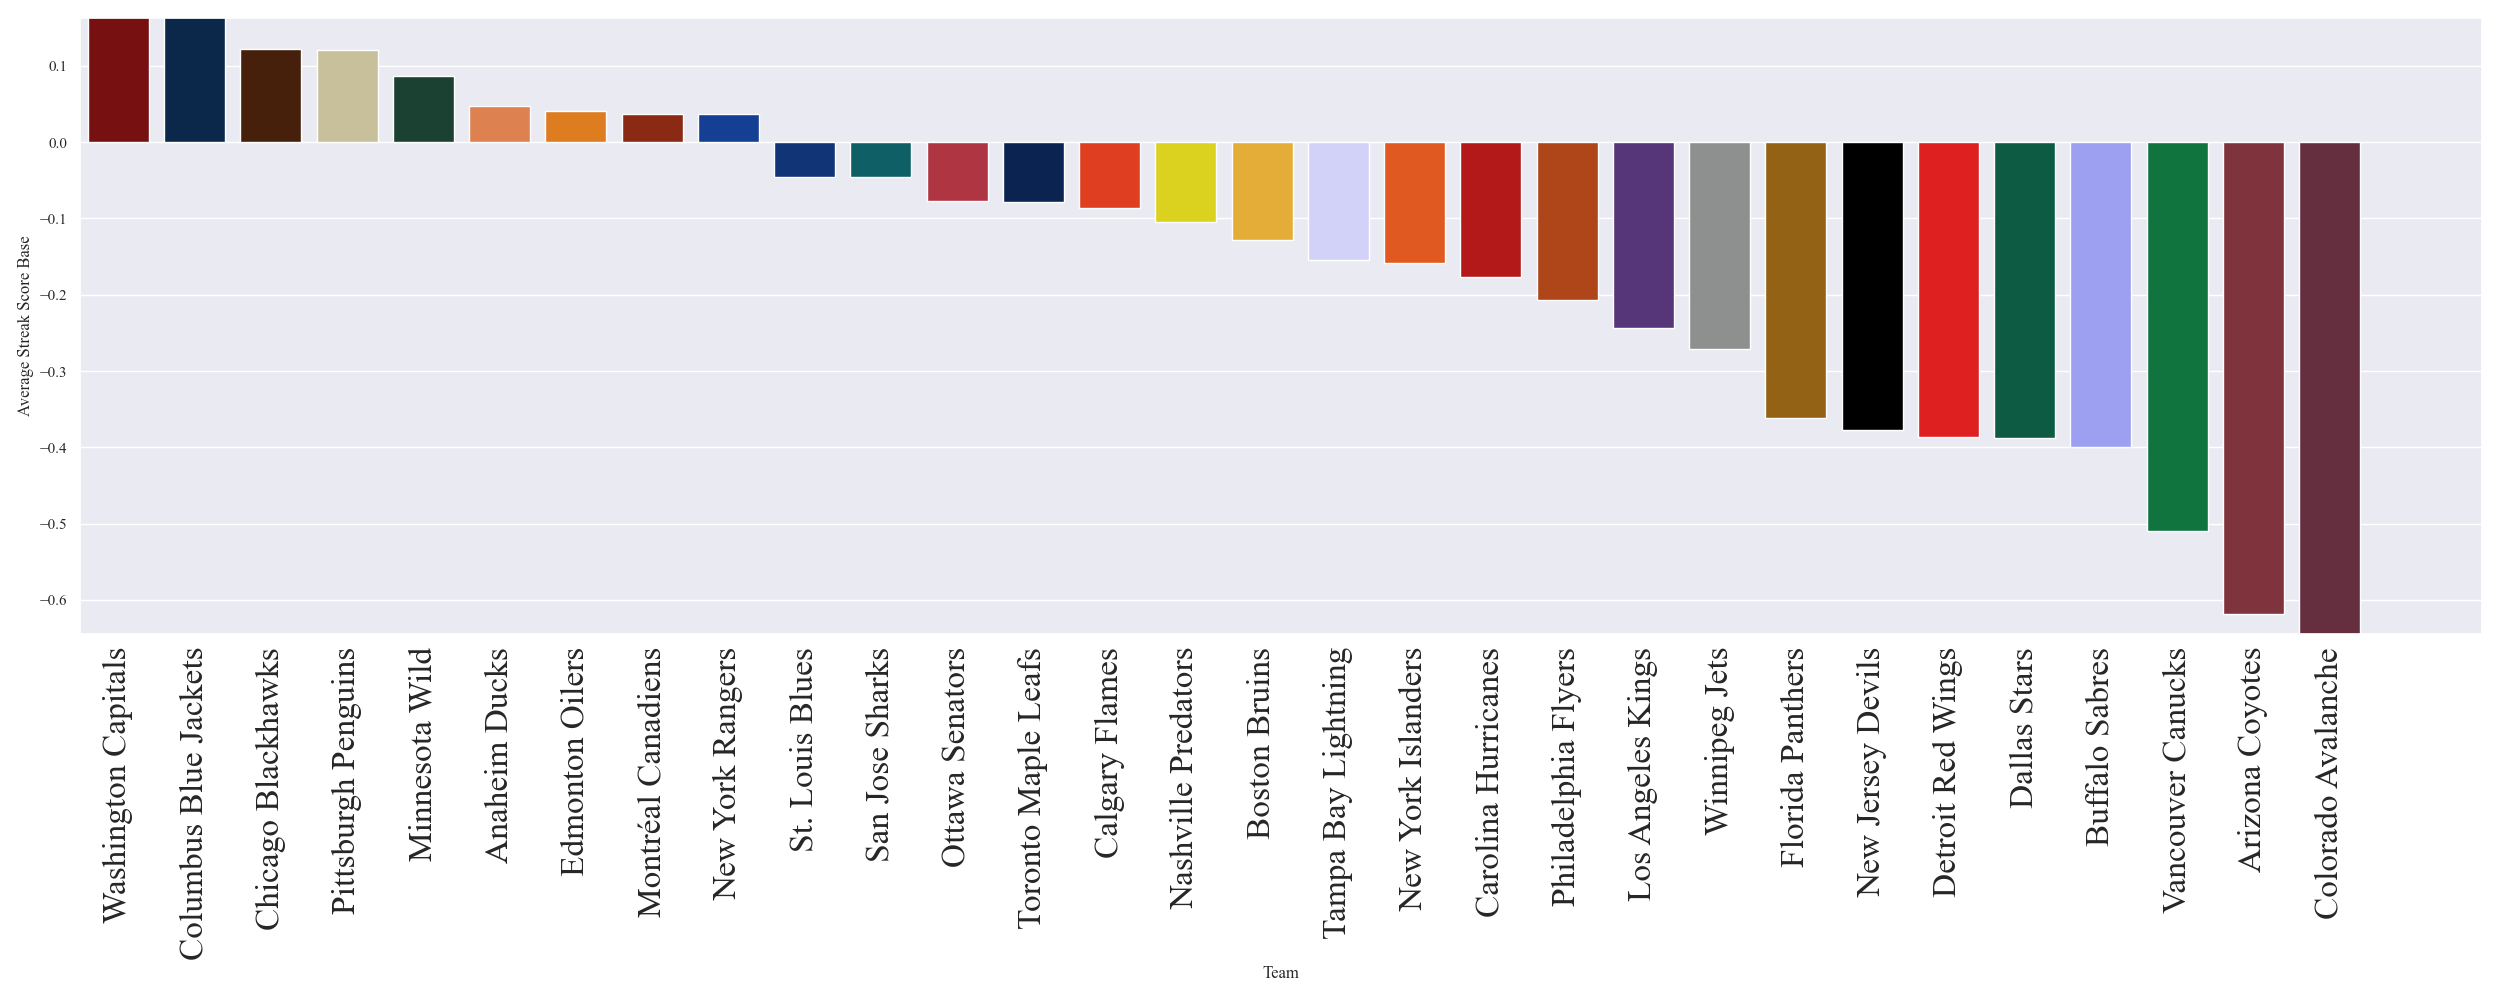 0.1
0.0
−0.1
−0.2
−0.3
−0.4
−0.5
−0.6
Average Streak Score Base
Washington Capitals
Columbus Blue Jackets
Chicago Blackhawks
Pittsburgh Penguins
Minnesota Wild
Anaheim Ducks
Edmonton Oilers
Montréal Canadiens
New York Rangers
St. Louis Blues
San Jose Sharks
Ottawa Senators
Toronto Maple Leafs
Calgary Flames
Nashville Predators
Boston Bruins
Tampa Bay Lightning
New York Islanders
Carolina Hurricanes
Philadelphia Flyers
Los Angeles Kings
Winnipeg Jets
Florida Panthers
New Jersey Devils
Detroit Red Wings
Dallas Stars
Buffalo Sabres
Vancouver Canucks
Arizona Coyotes
Colorado Avalanche
Team